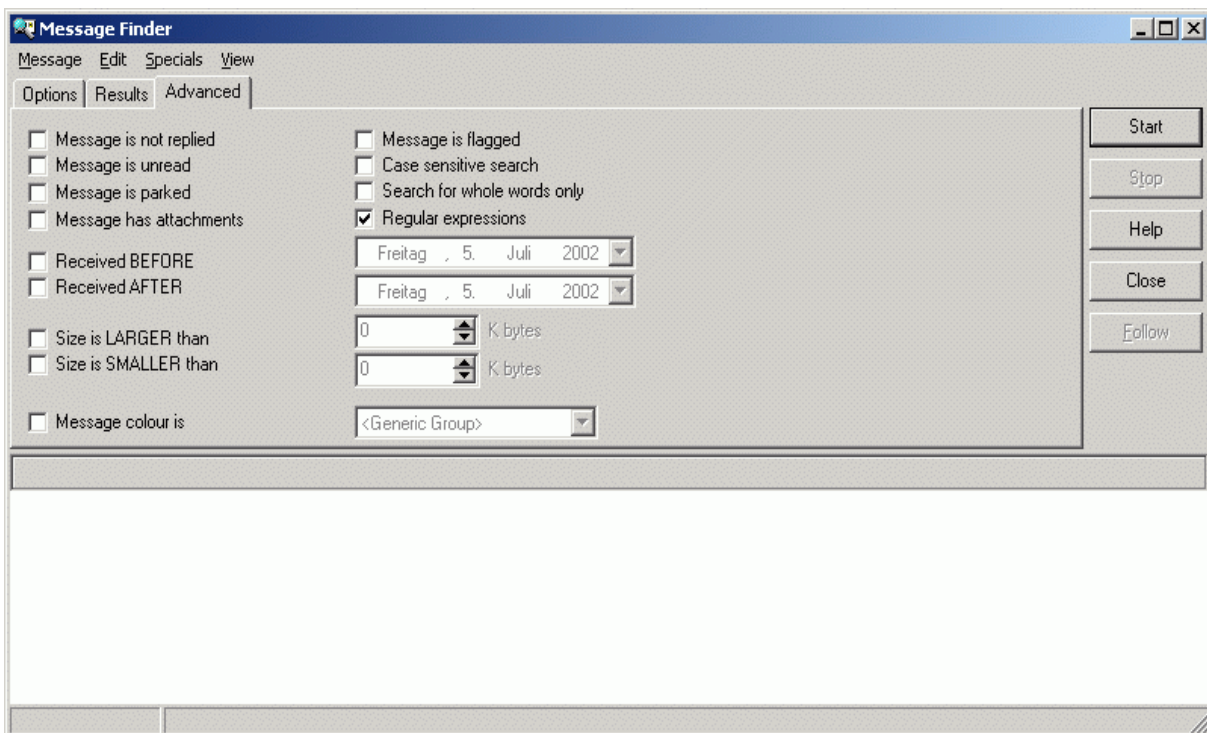 Message Finder
Message Edit Specials View
Options Results Advanced
Message is not replied
Message is unread
Message is parked
Message has attachments
Received BEFORE
Received AFTER
Size is LARGER than
Size is SMALLER than
Message colour is
Message is flagged
Case sensitive search
Search for whole words only
Regular expressions
Freitag , 5. Juli 2002
Freitag , 5. Juli 2002
0 K bytes
0 K bytes
<Generic Group>
Start
Stop
Help
Close
Follow